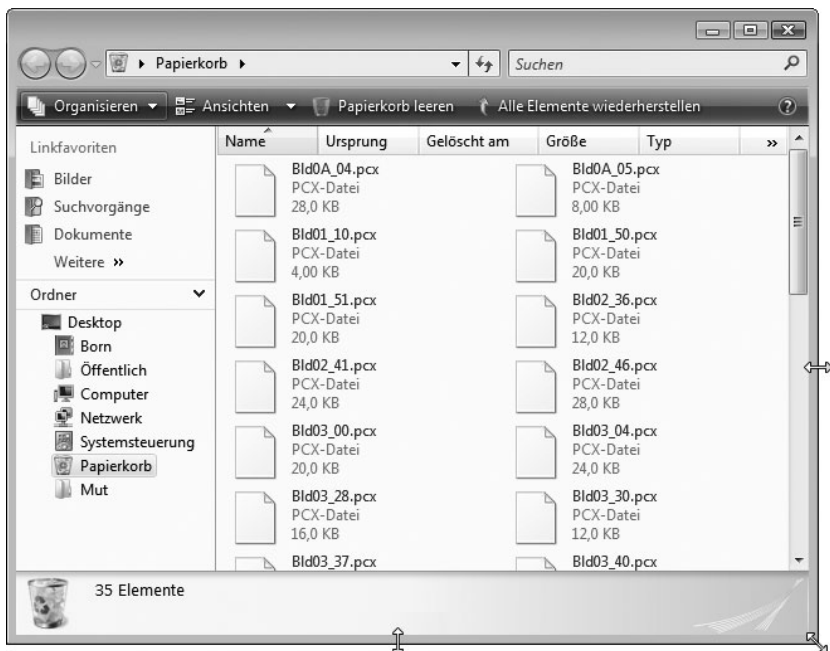 Papierkorb
Suchen
Organisieren Ansichten Papierkorb leeren Alle Elemente wiederherstellen ?
Linkfavoriten
Bilder
Suchvorgänge
Dokumente
Weitere »
Ordner
Desktop
Born
Öffentlich
Computer
Netzwerk
Systemsteuerung
Papierkorb
Mut
Name Ursprung Gelöscht am Größe Typ »
Bld0A_04.pcx
PCX-Datei
28,0 KB
Bld0A_05.pcx
PCX-Datei
8,00 KB
Bld01_10.pcx
PCX-Datei
4,00 KB
Bld01_50.pcx
PCX-Datei
20,0 KB
Bld01_51.pcx
PCX-Datei
20,0 KB
Bld02_36.pcx
PCX-Datei
12,0 KB
Bld02_41.pcx
PCX-Datei
24,0 KB
Bld02_46.pcx
PCX-Datei
28,0 KB
Bld03_00.pcx
PCX-Datei
20,0 KB
Bld03_04.pcx
PCX-Datei
24,0 KB
Bld03_28.pcx
PCX-Datei
16,0 KB
Bld03_30.pcx
PCX-Datei
12,0 KB
Bld03_37.pcx
Bld03_40.pcx
35 Elemente